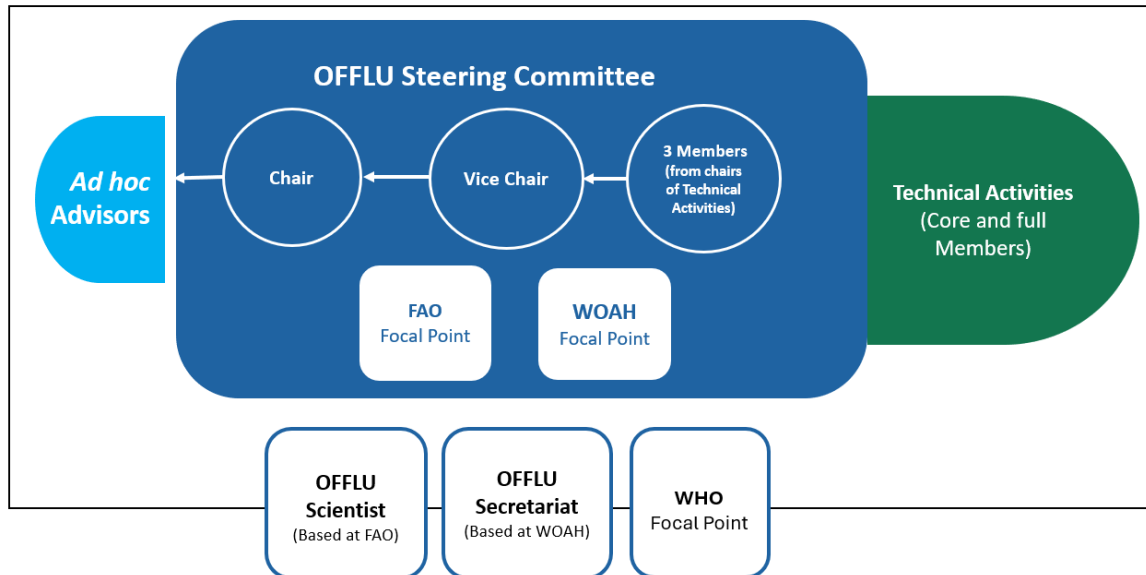 OFFLU Steering Committee
Ad hoc
Advisors
Chair
Vice Chair
3 Members
(from chairs
of Technical
Activities)
Technical Activities
(Core and full
Members)
FAO
Focal Point
WOAH
Focal Point
OFFLU
Scientist
(Based at FAO)
OFFLU
Secretariat
(Based at WOAH)
WHO
Focal Point